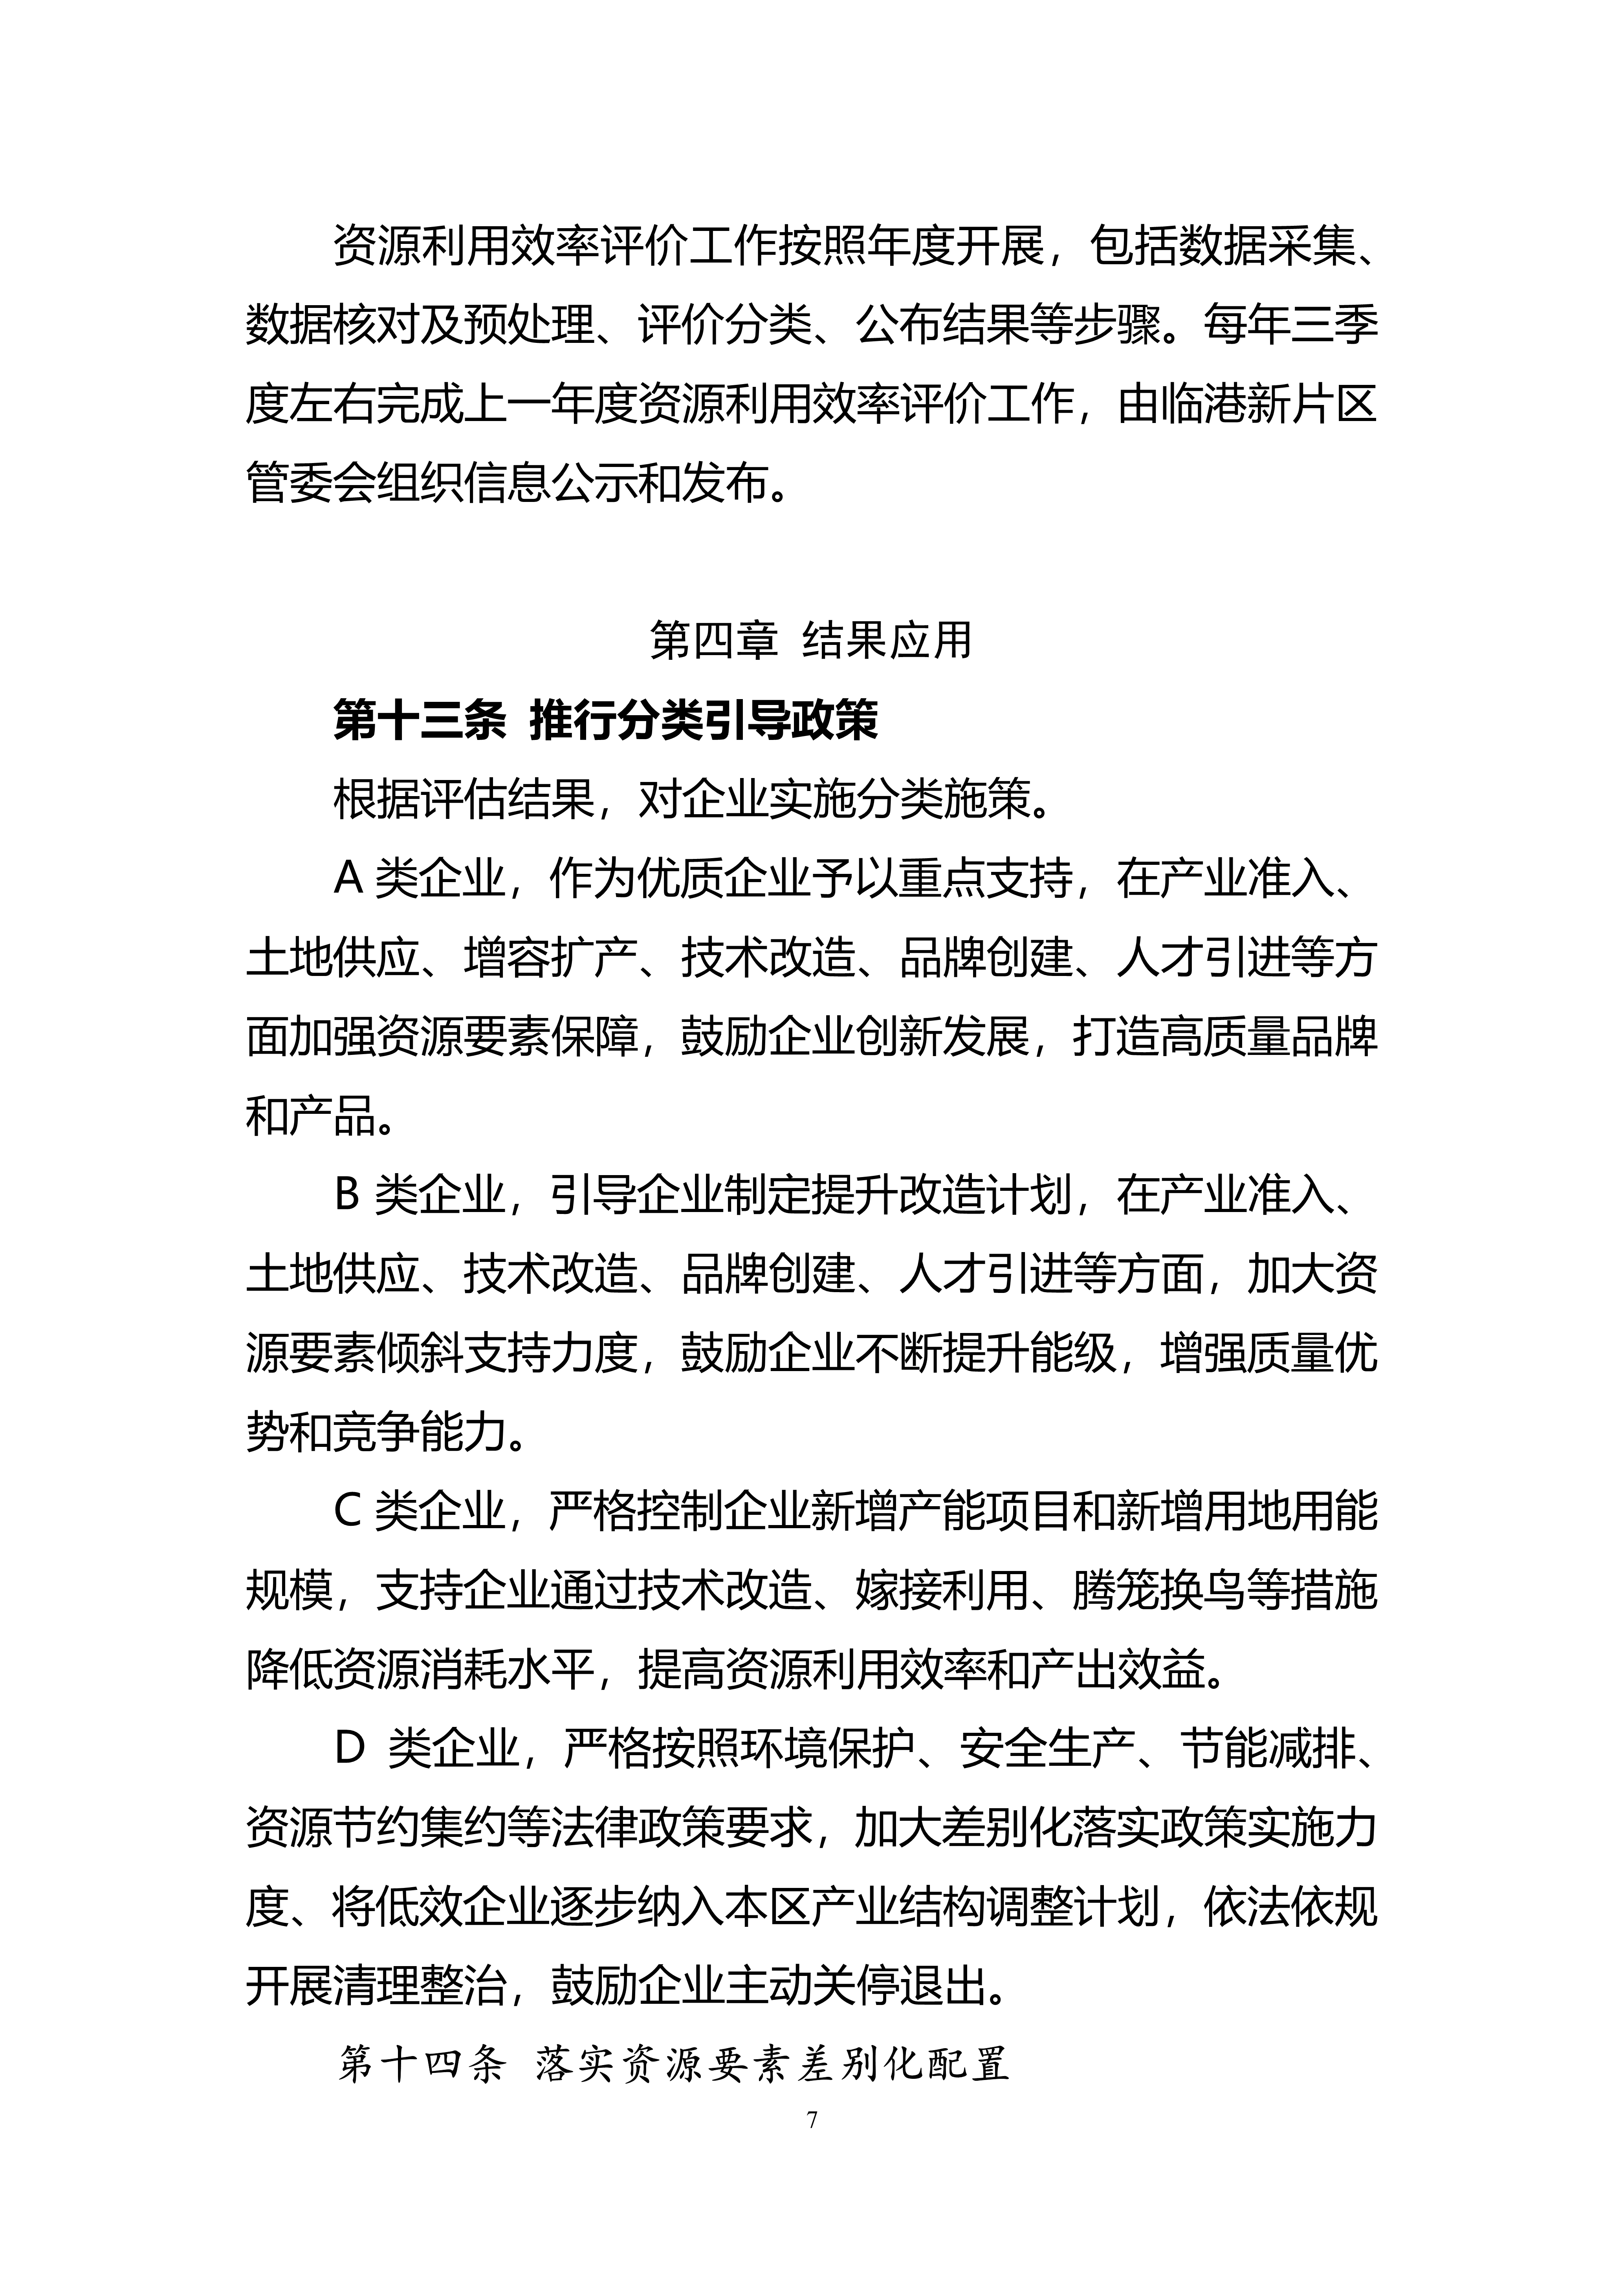 资源利用效率评价工作按照年度开展，包括数据采集、
数据核对及预处理、评价分类、公布结果等步骤。每年三季
度左右完成上一年度资源利用效率评价工作，由临港新片区
管委会组织信息公示和发布。
第四章 结果应用
第十三条 推行分类引导政策
根据评估结果，对企业实施分类施策。
A 类企业，作为优质企业予以重点支持，在产业准入、
土地供应、增容扩产、技术改造、品牌创建、人才引进等方
面加强资源要素保障，鼓励企业创新发展，打造高质量品牌
和产品。
B 类企业，引导企业制定提升改造计划，在产业准入、
土地供应、技术改造、品牌创建、人才引进等方面，加大资
源要素倾斜支持力度，鼓励企业不断提升能级，增强质量优
势和竞争能力。
C 类企业，严格控制企业新增产能项目和新增用地用能
规模，支持企业通过技术改造、嫁接利用、腾笼换鸟等措施
降低资源消耗水平，提高资源利用效率和产出效益。
D 类企业，严格按照环境保护、安全生产、节能减排、
资源节约集约等法律政策要求，加大差别化落实政策实施力
度、将低效企业逐步纳入本区产业结构调整计划，依法依规
开展清理整治，鼓励企业主动关停退出。
第十四条 落实资源要素差别化配置
7